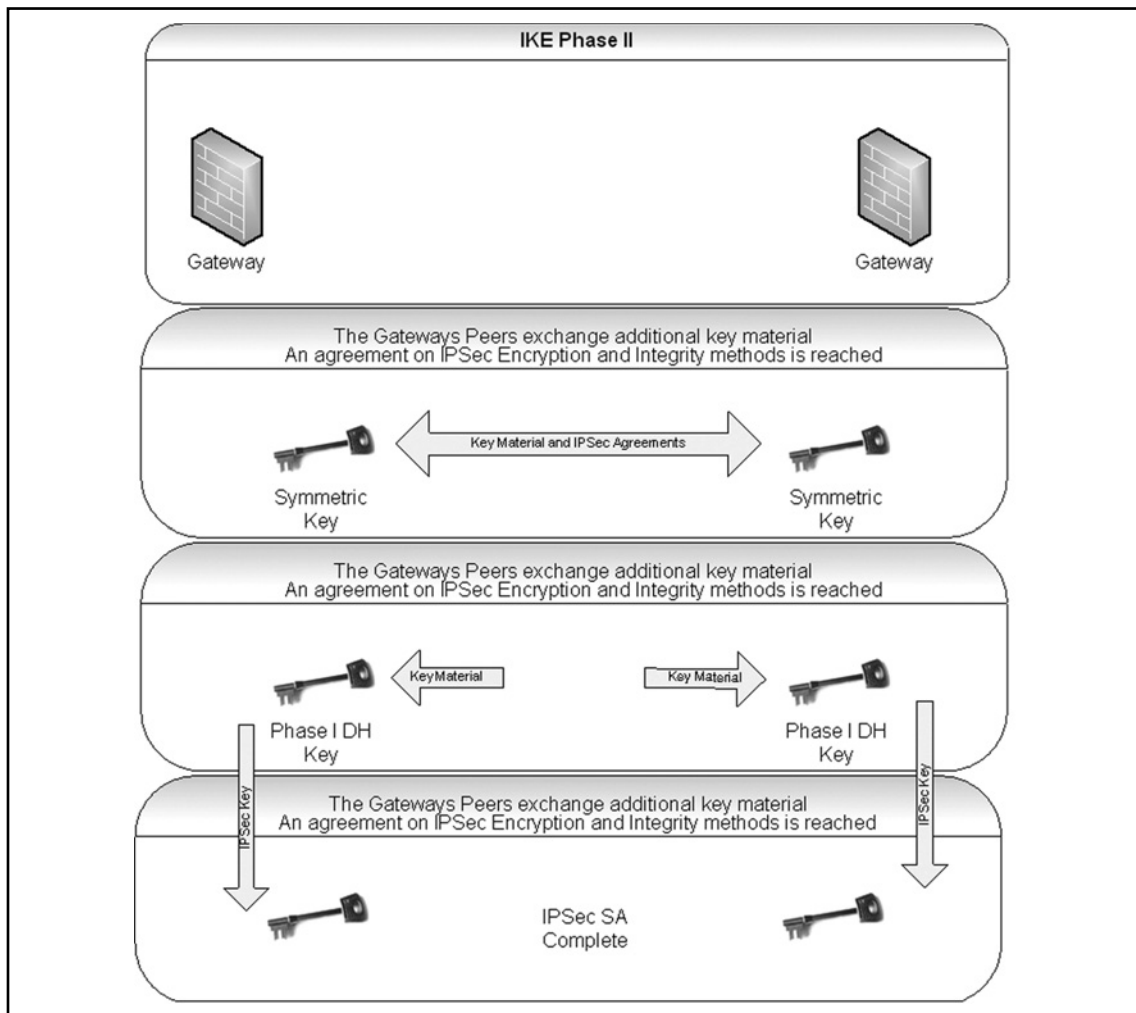 IKE Phase II
Gateway
Gateway
The Gateways Peers exchange additional key material
An agreement on IPSec Encryption and Integrity methods is reached
Key Material and IPSec Agreements
Symmetric
Key
Symmetric
Key
The Gateways Peers exchange additional key material
An agreement on IPSec Encryption and Integrity methods is reached
Key Material
Key Material
Phase I DH
Key
Phase I DH
Key
IPSec Key
IPSec Key
The Gateways Peers exchange additional key material
An agreement on IPSec Encryption and Integrity methods is reached
IPSec SA
Complete